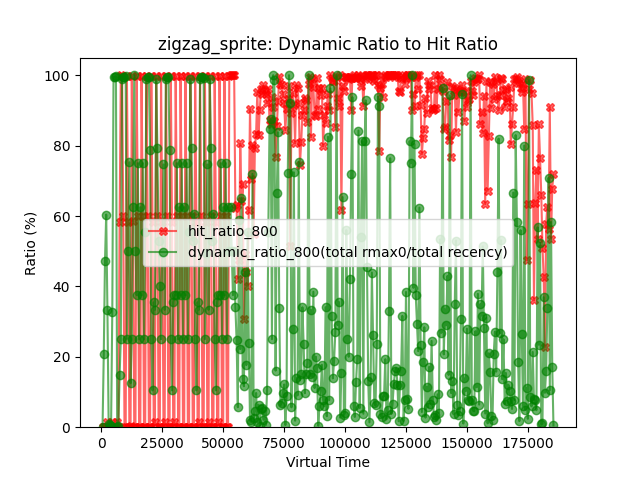 zigzag_sprite: Dynamic Ratio to Hit Ratio
100
80
60
40
20
0
Ratio (%)
hit_ratio_800
dynamic_ratio_800(total rmax0/total recency)
0 25000 50000 75000 100000 125000 150000 175000
Virtual Time